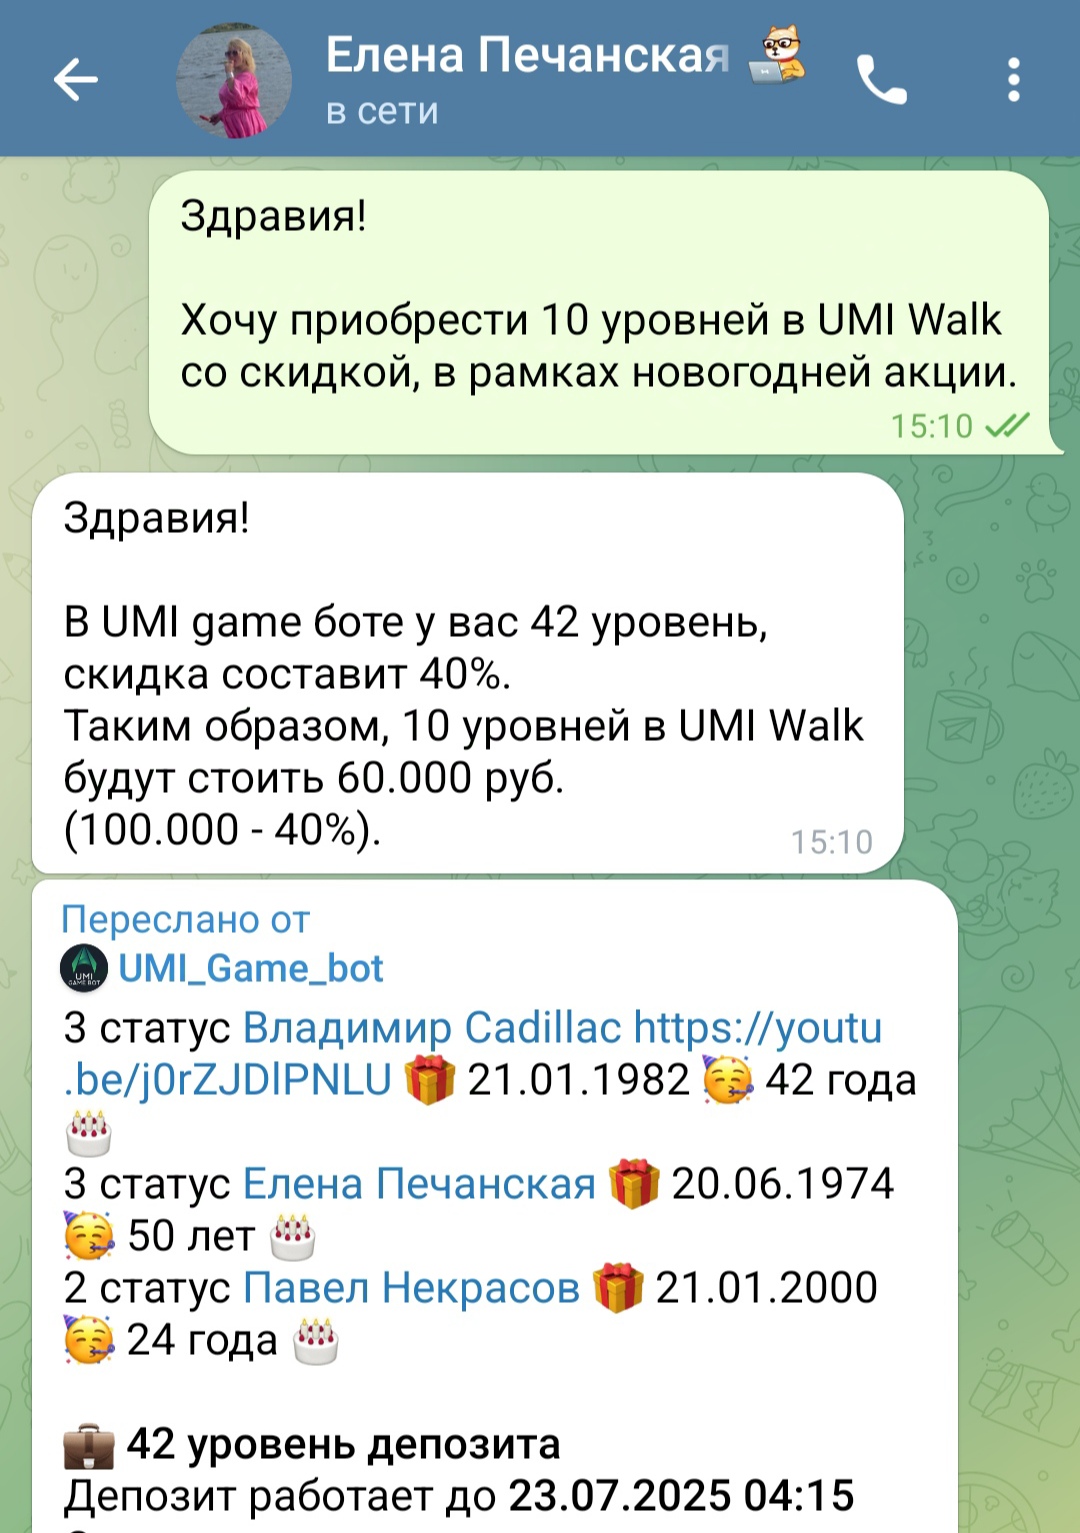 Елена Печанская
в сети
Здравия!
Хочу приобрести 10 уровней в UMI Walk
со скидкой, в рамках новогодней акции.
15:10
Здравия!
В UMI game боте у вас 42 уровень,
скидка составит 40%.
Таким образом, 10 уровней в UMI Walk
будут стоить 60.000 руб.
(100.000 - 40%).
15:10
Переслано от
UMI
GAME BOT
UMI_Game_bot
3 статус Владимир Cadillac https://youtu
.be/j0rZJDlPNLU 🎁 21.01.1982 🥳 42 года
🎂
3 статус Елена Печанская 🎁 20.06.1974
🥳 50 лет 🎂
2 статус Павел Некрасов 🎁 21.01.2000
🥳 24 года 🎂
💼 42 уровень депозита
Депозит работает до 23.07.2025 04:15